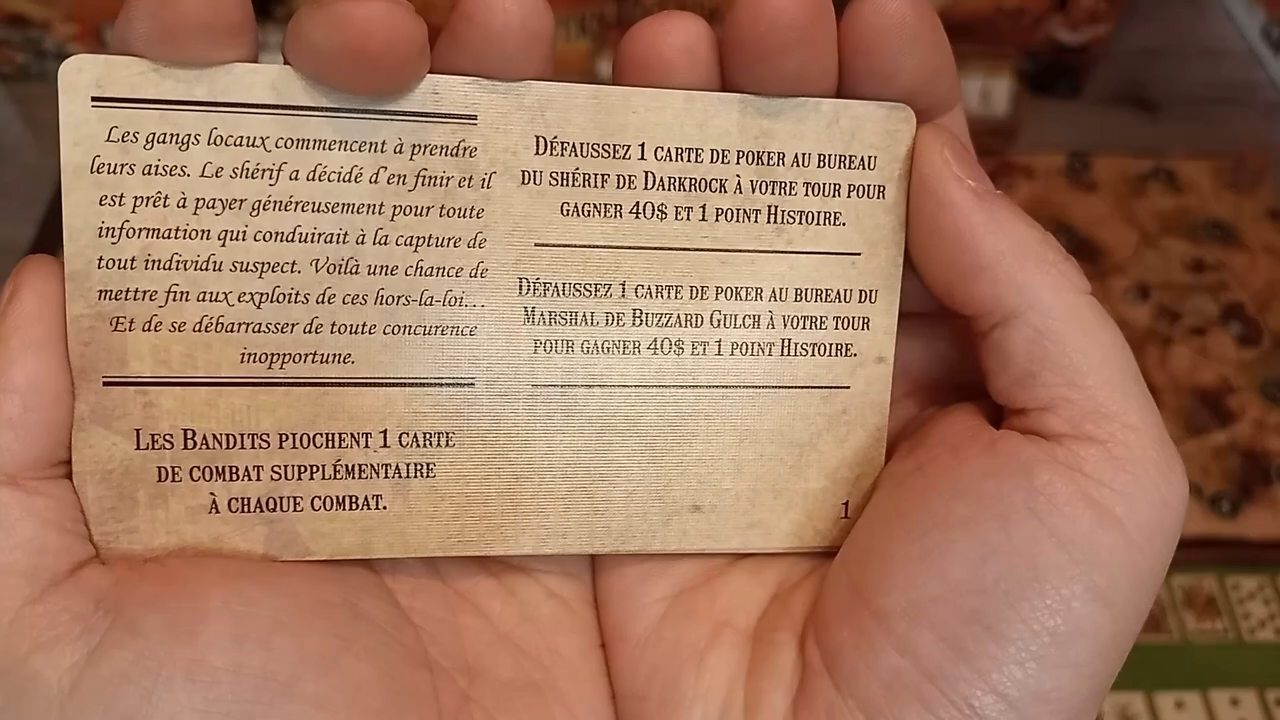 Les gangs locaux commencent à prendre
leurs aises. Le shérif a décidé d'en finir et il
est prêt à payer généreusement pour toute
information qui conduirait à la capture de
tout individu suspect. Voilà une chance de
mettre fin aux exploits de ces hors-la-loi...
Et de se débarrasser de toute concurence
inopportune.
Les Bandits piochent 1 carte
de combat supplémentaire
à chaque combat.
Défaussez 1 carte de poker au bureau
du shérif de Darkrock à votre tour pour
gagner 40$ et 1 point Histoire.
Défaussez 1 carte de poker au bureau du
Marshal de Buzzard Gulch à votre tour
pour gagner 40$ et 1 point Histoire.
1